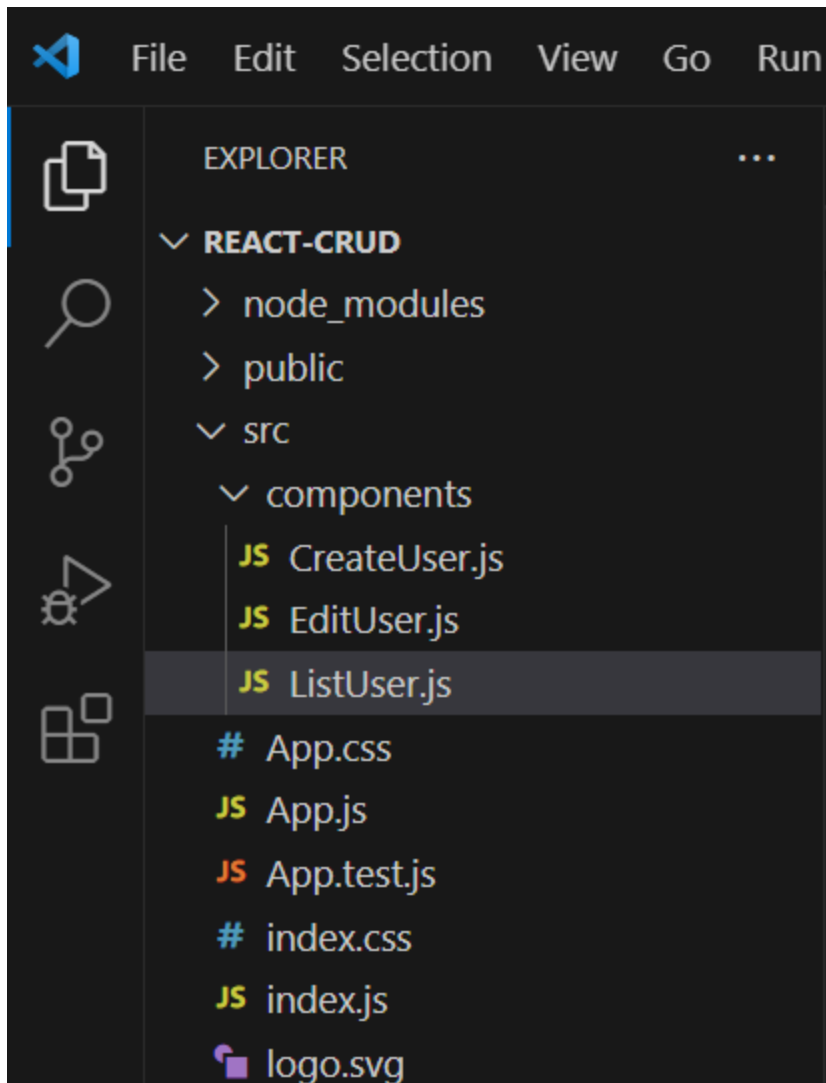 File Edit Selection View Go Run
EXPLORER ...
REACT-CRUD
node_modules
public
src
components
JS CreateUser.js
JS EditUser.js
JS ListUser.js
# App.css
JS App.js
JS App.test.js
# index.css
JS index.js
logo.svg